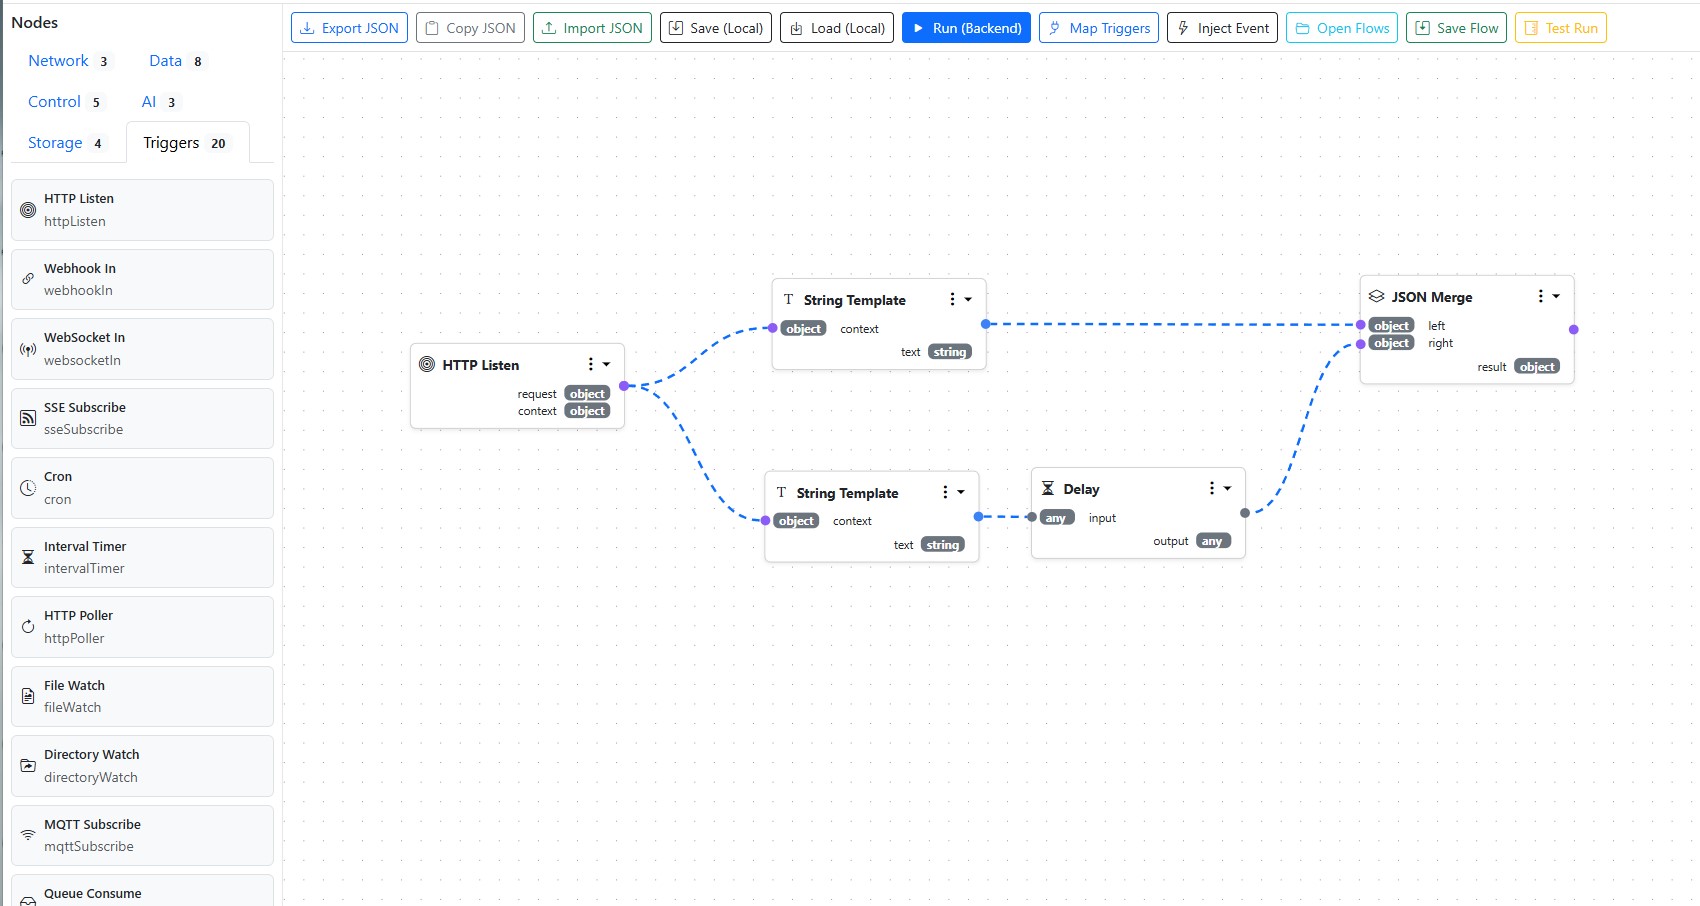 Nodes
Network 3 Data 8
Control 5 AI 3
Storage 4 Triggers 20
HTTP Listen
httpListen
Webhook In
webhookIn
WebSocket In
websocketIn
SSE Subscribe
sseSubscribe
Cron
cron
Interval Timer
intervalTimer
HTTP Poller
httpPoller
File Watch
fileWatch
Directory Watch
directoryWatch
MQTT Subscribe
mqttSubscribe
Queue Consume
Export JSON Copy JSON Import JSON Save (Local) Load (Local) Run (Backend) Map Triggers Inject Event Open Flows Save Flow Test Run
HTTP Listen
request object
context object
String Template
object context
text string
String Template
object context
text string
Delay
any input
output any
JSON Merge
object left
object right
result object